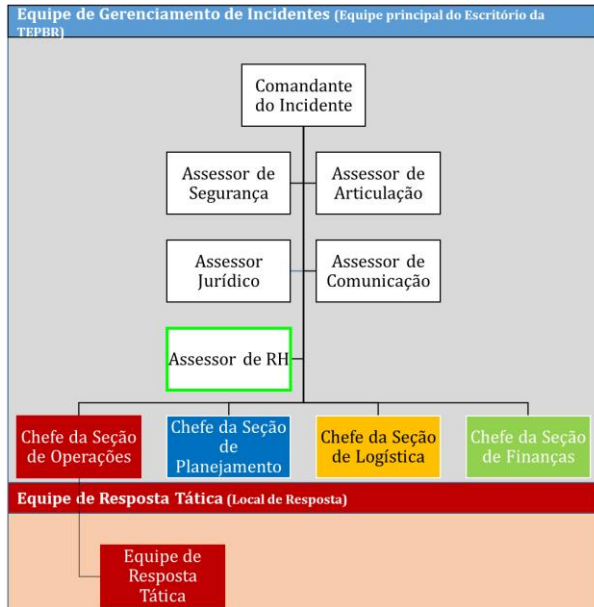 Equipe de Gerenciamento de Incidentes (Equipe principal do Escritório da
TEPBR)
Comandante
do Incidente
Assessor de
Segurança
Assessor de
Articulação
Assessor
Jurídico
Assessor de
Comunicação
Assessor de RH
Chefe da Seção
de Operações
Chefe da Seção
de
Planejamento
Chefe da Seção
de Logística
Chefe da Seção
de Finanças
Equipe de Resposta Tática (Local de Resposta)
Equipe de
Resposta
Tática